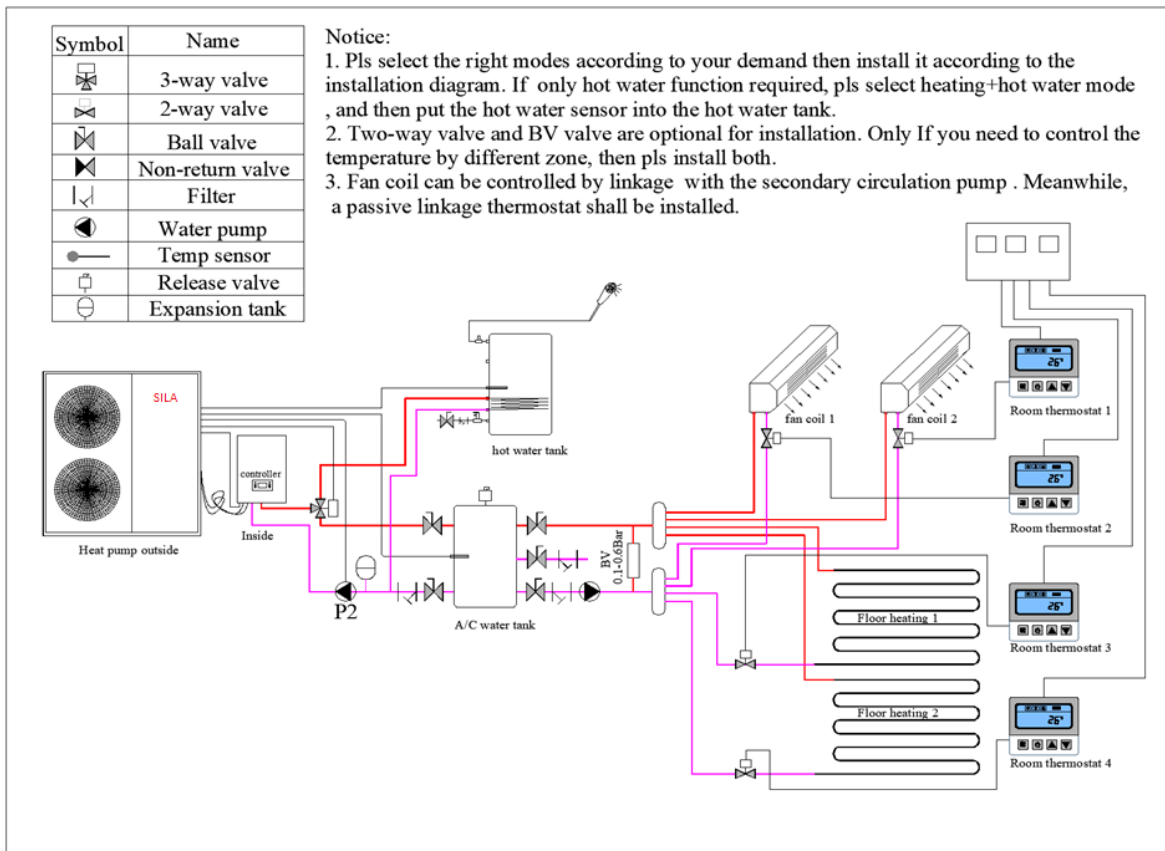 Symbol Name
3-way valve
2-way valve
Ball valve
Non-return valve
Filter
Water pump
Temp sensor
Release valve
Expansion tank
Notice:
1. Pls select the right modes according to your demand then install it according to the
installation diagram. If only hot water function required, pls select heating+hot water mode
, and then put the hot water sensor into the hot water tank.
2. Two-way valve and BV valve are optional for installation. Only If you need to control the
temperature by different zone, then pls install both.
3. Fan coil can be controlled by linkage with the secondary circulation pump . Meanwhile,
a passive linkage thermostat shall be installed.
SILA
Heat pump outside
controller
Inside
hot water tank
P2
A/C water tank
BV
0.1-0.6Bar
fan coil 1
fan coil 2
Floor heating 1
Floor heating 2
26°
Room thermostat 1
26°
Room thermostat 2
26°
Room thermostat 3
26°
Room thermostat 4